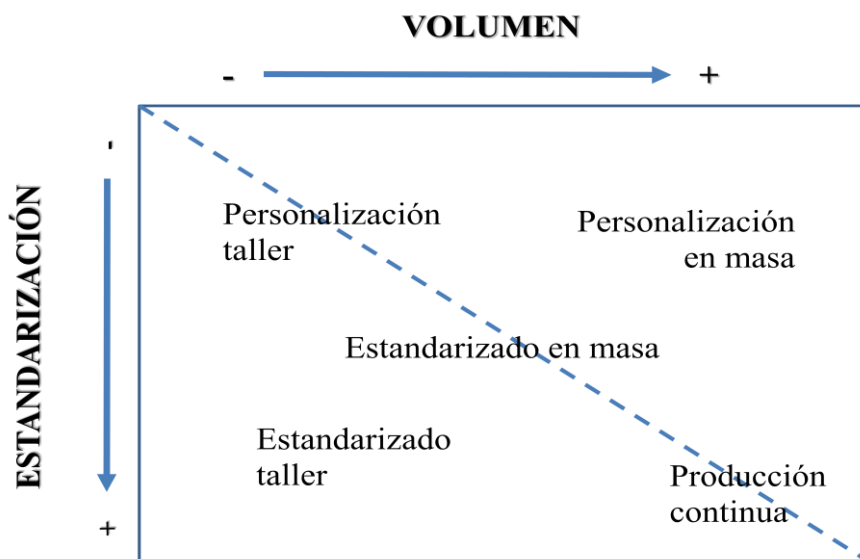 VOLUMEN
- +
-
ESTANDARIZACIÓN
+
Personalización
taller
Personalización
en masa
Estandarizado en masa
Estandarizado
taller
Producción
continua